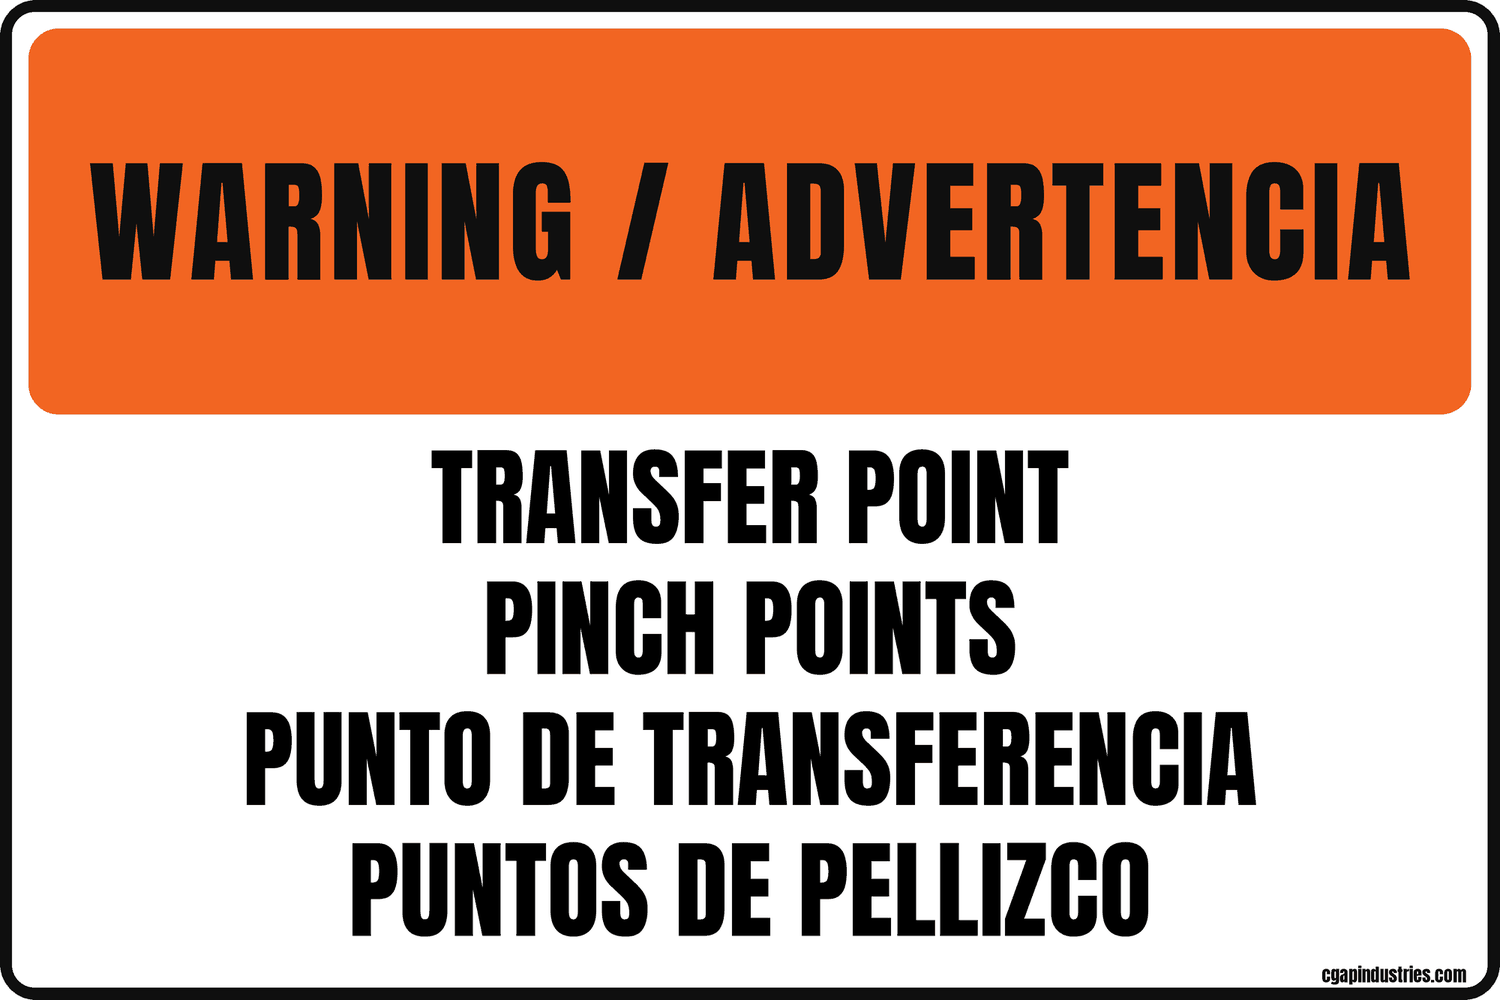 WARNING / ADVERTENCIA
TRANSFER POINT
PINCH POINTS
PUNTO DE TRANSFERENCIA
PUNTOS DE PELLIZCO
cgapindustries.com